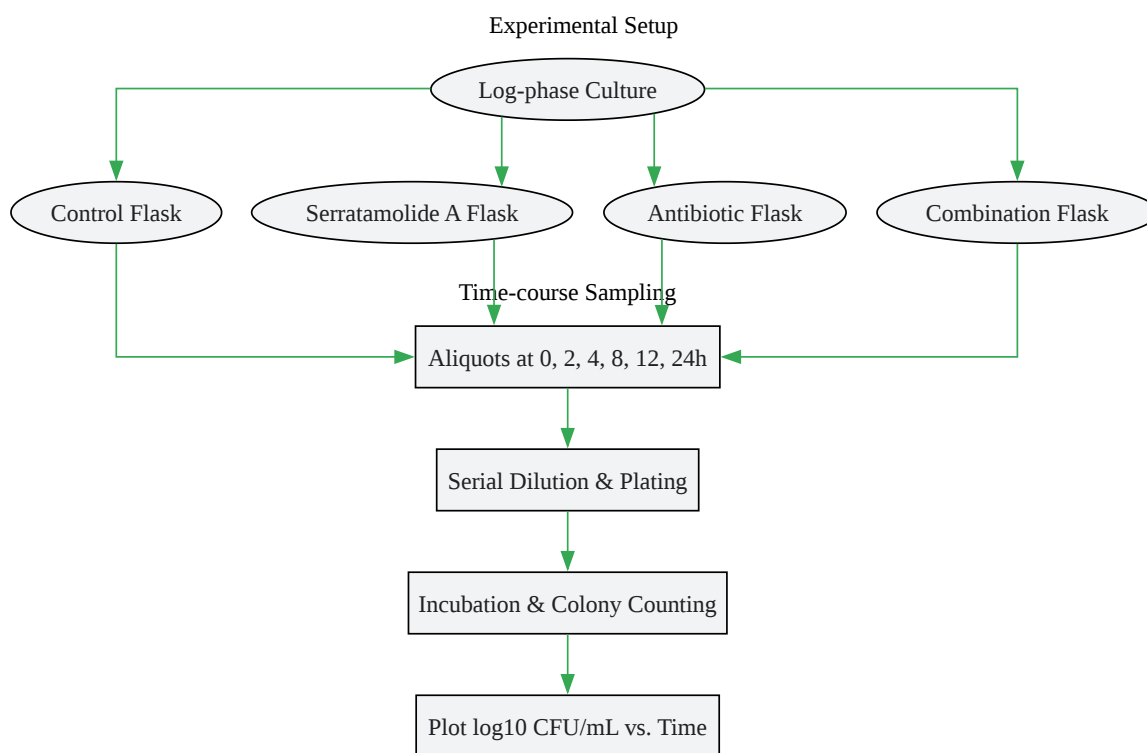 Experimental Setup
Log-phase Culture
Control Flask
Serratamolide A Flask
Antibiotic Flask
Combination Flask
Time-course Sampling
Aliquots at 0, 2, 4, 8, 12, 24h
Serial Dilution & Plating
Incubation & Colony Counting
Plot log10 CFU/mL vs. Time